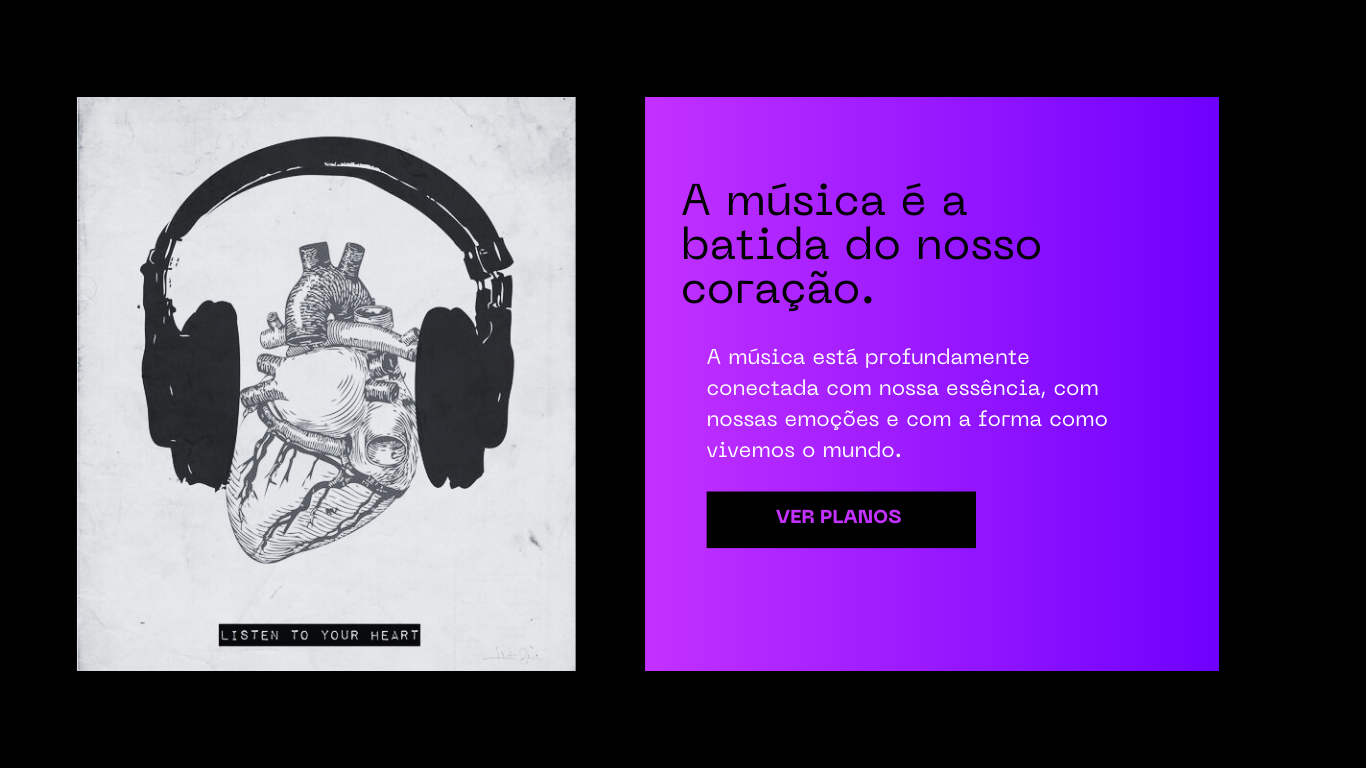 LISTEN TO YOUR HEART
A música é a
batida do nosso
coração.
A música está profundamente
conectada com nossa essência, com
nossas emoções e com a forma como
vivemos o mundo.
VER PLANOS